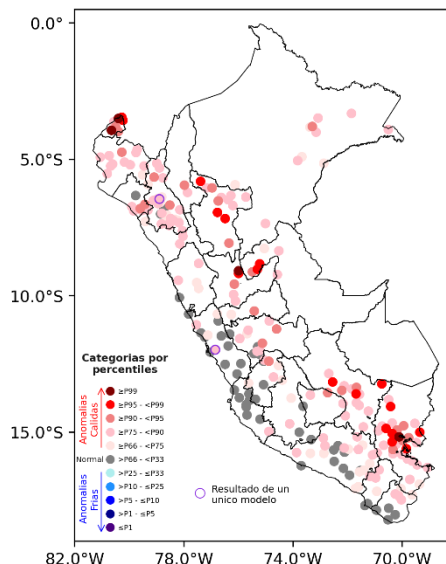 0.0°
5.0°S
10.0°S
15.0°S
Categorias por
percentiles
Anomalias
Calidas
≥P99
≥P95 - <P99
≥P90 - <P95
≥P75 - <P90
≥P66 - <P75
Normal
>P66 - <P33
Anomalias
Frias
>P25 - ≤P33
>P10 - ≤P25
>P5 - ≤P10
>P1 - ≤P5
≤P1
Resultado de un
unico modelo
82.0°W
78.0°W
74.0°W
70.0°W